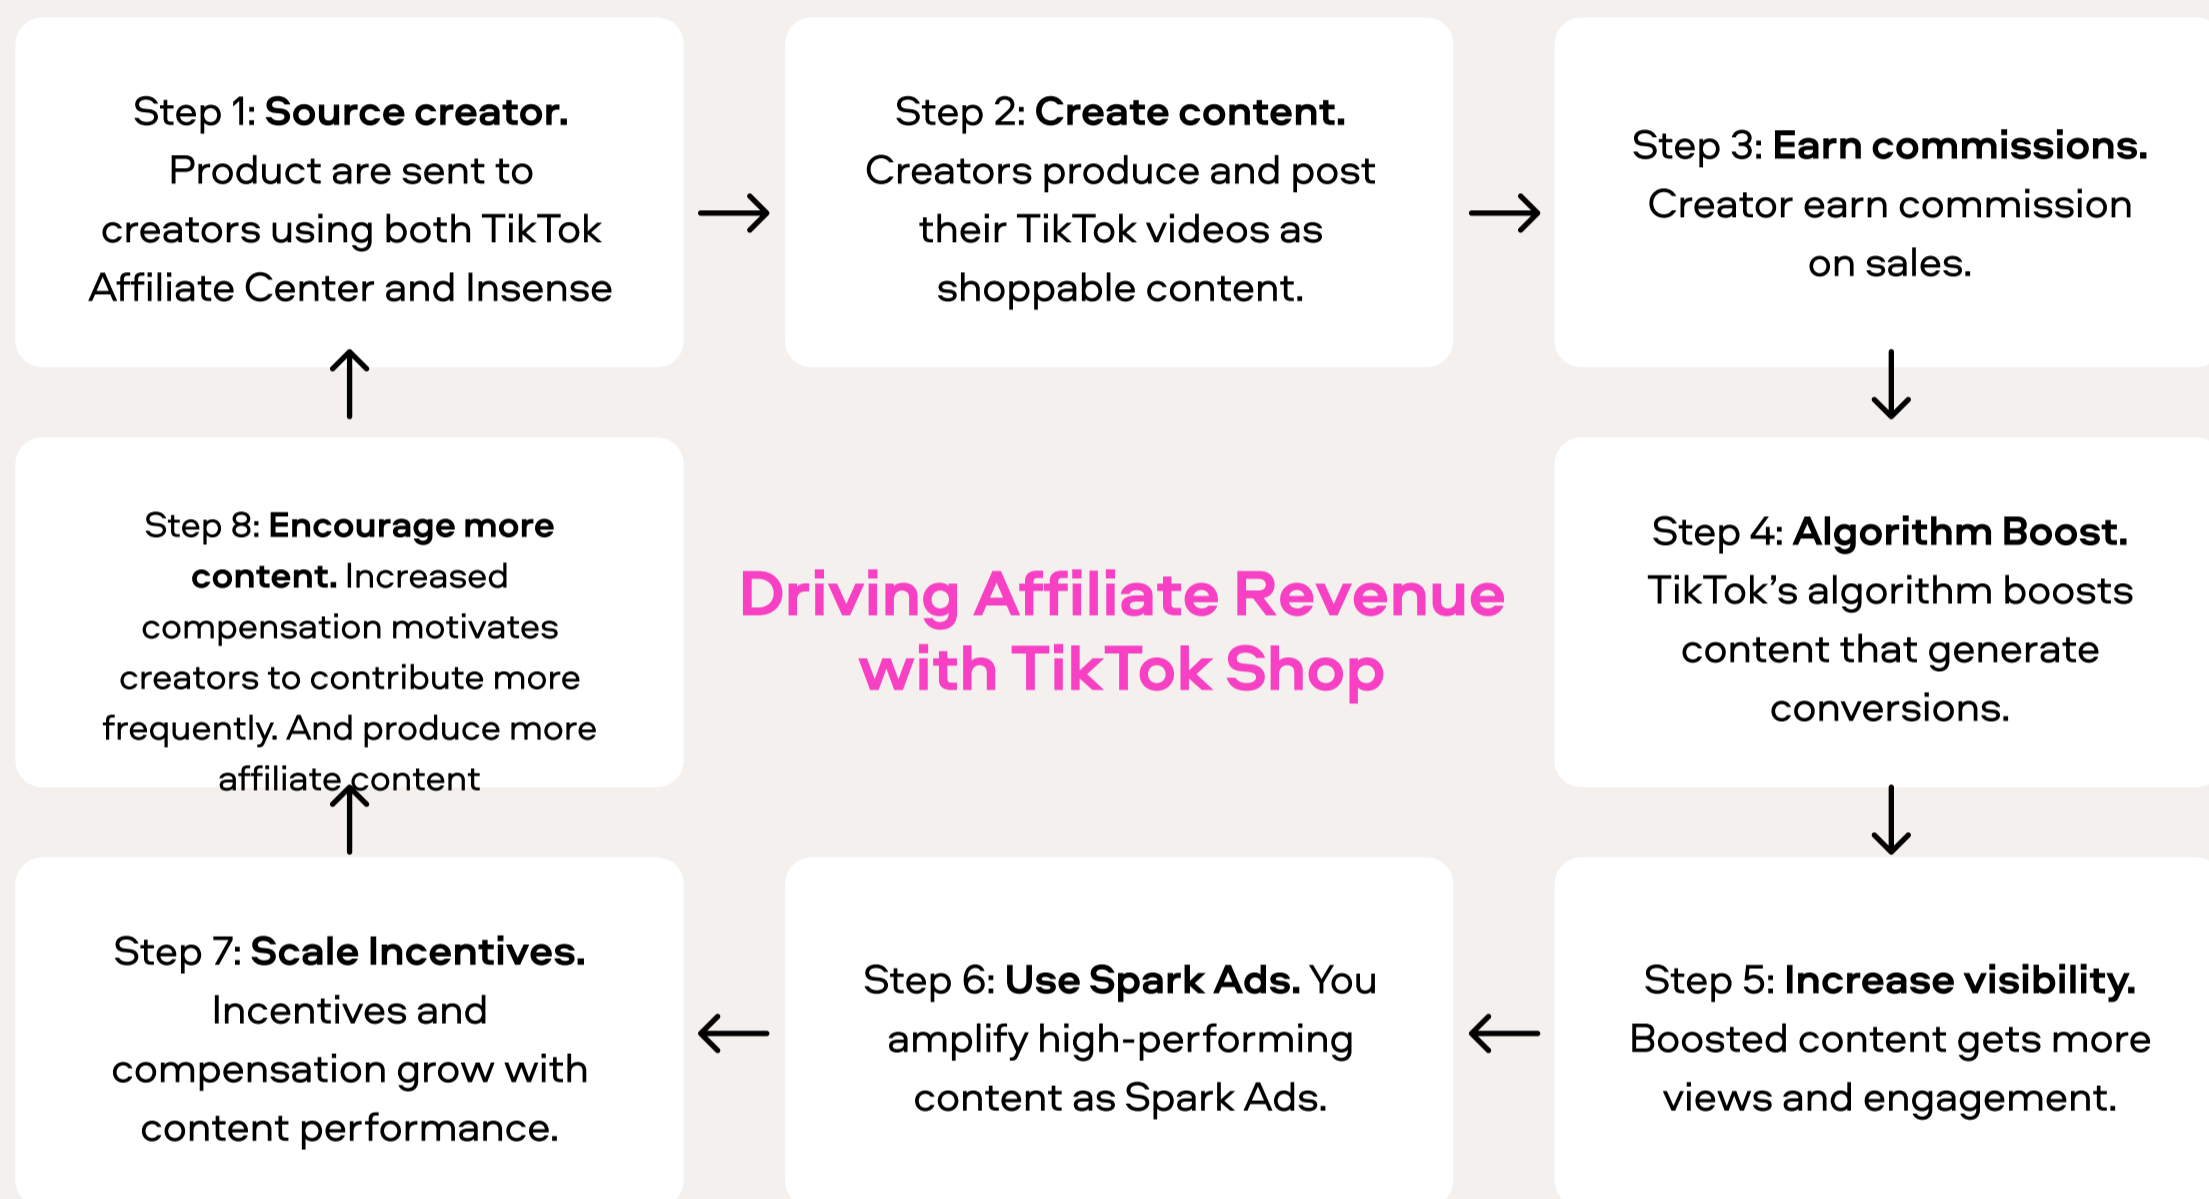 Step 1: Source creator.
Product are sent to
creators using both TikTok
Affiliate Center and Insense
Step 2: Create content.
Creators produce and post
their TikTok videos as
shoppable content.
Step 3: Earn commissions.
Creator earn commission
on sales.
Step 8: Encourage more
content. Increased
compensation motivates
creators to contribute more
frequently. And produce more
affiliate content
Driving Affiliate Revenue
with TikTok Shop
Step 4: Algorithm Boost.
TikTok’s algorithm boosts
content that generate
conversions.
Step 7: Scale Incentives.
Incentives and
compensation grow with
content performance.
Step 6: Use Spark Ads. You
amplify high-performing
content as Spark Ads.
Step 5: Increase visibility.
Boosted content gets more
views and engagement.